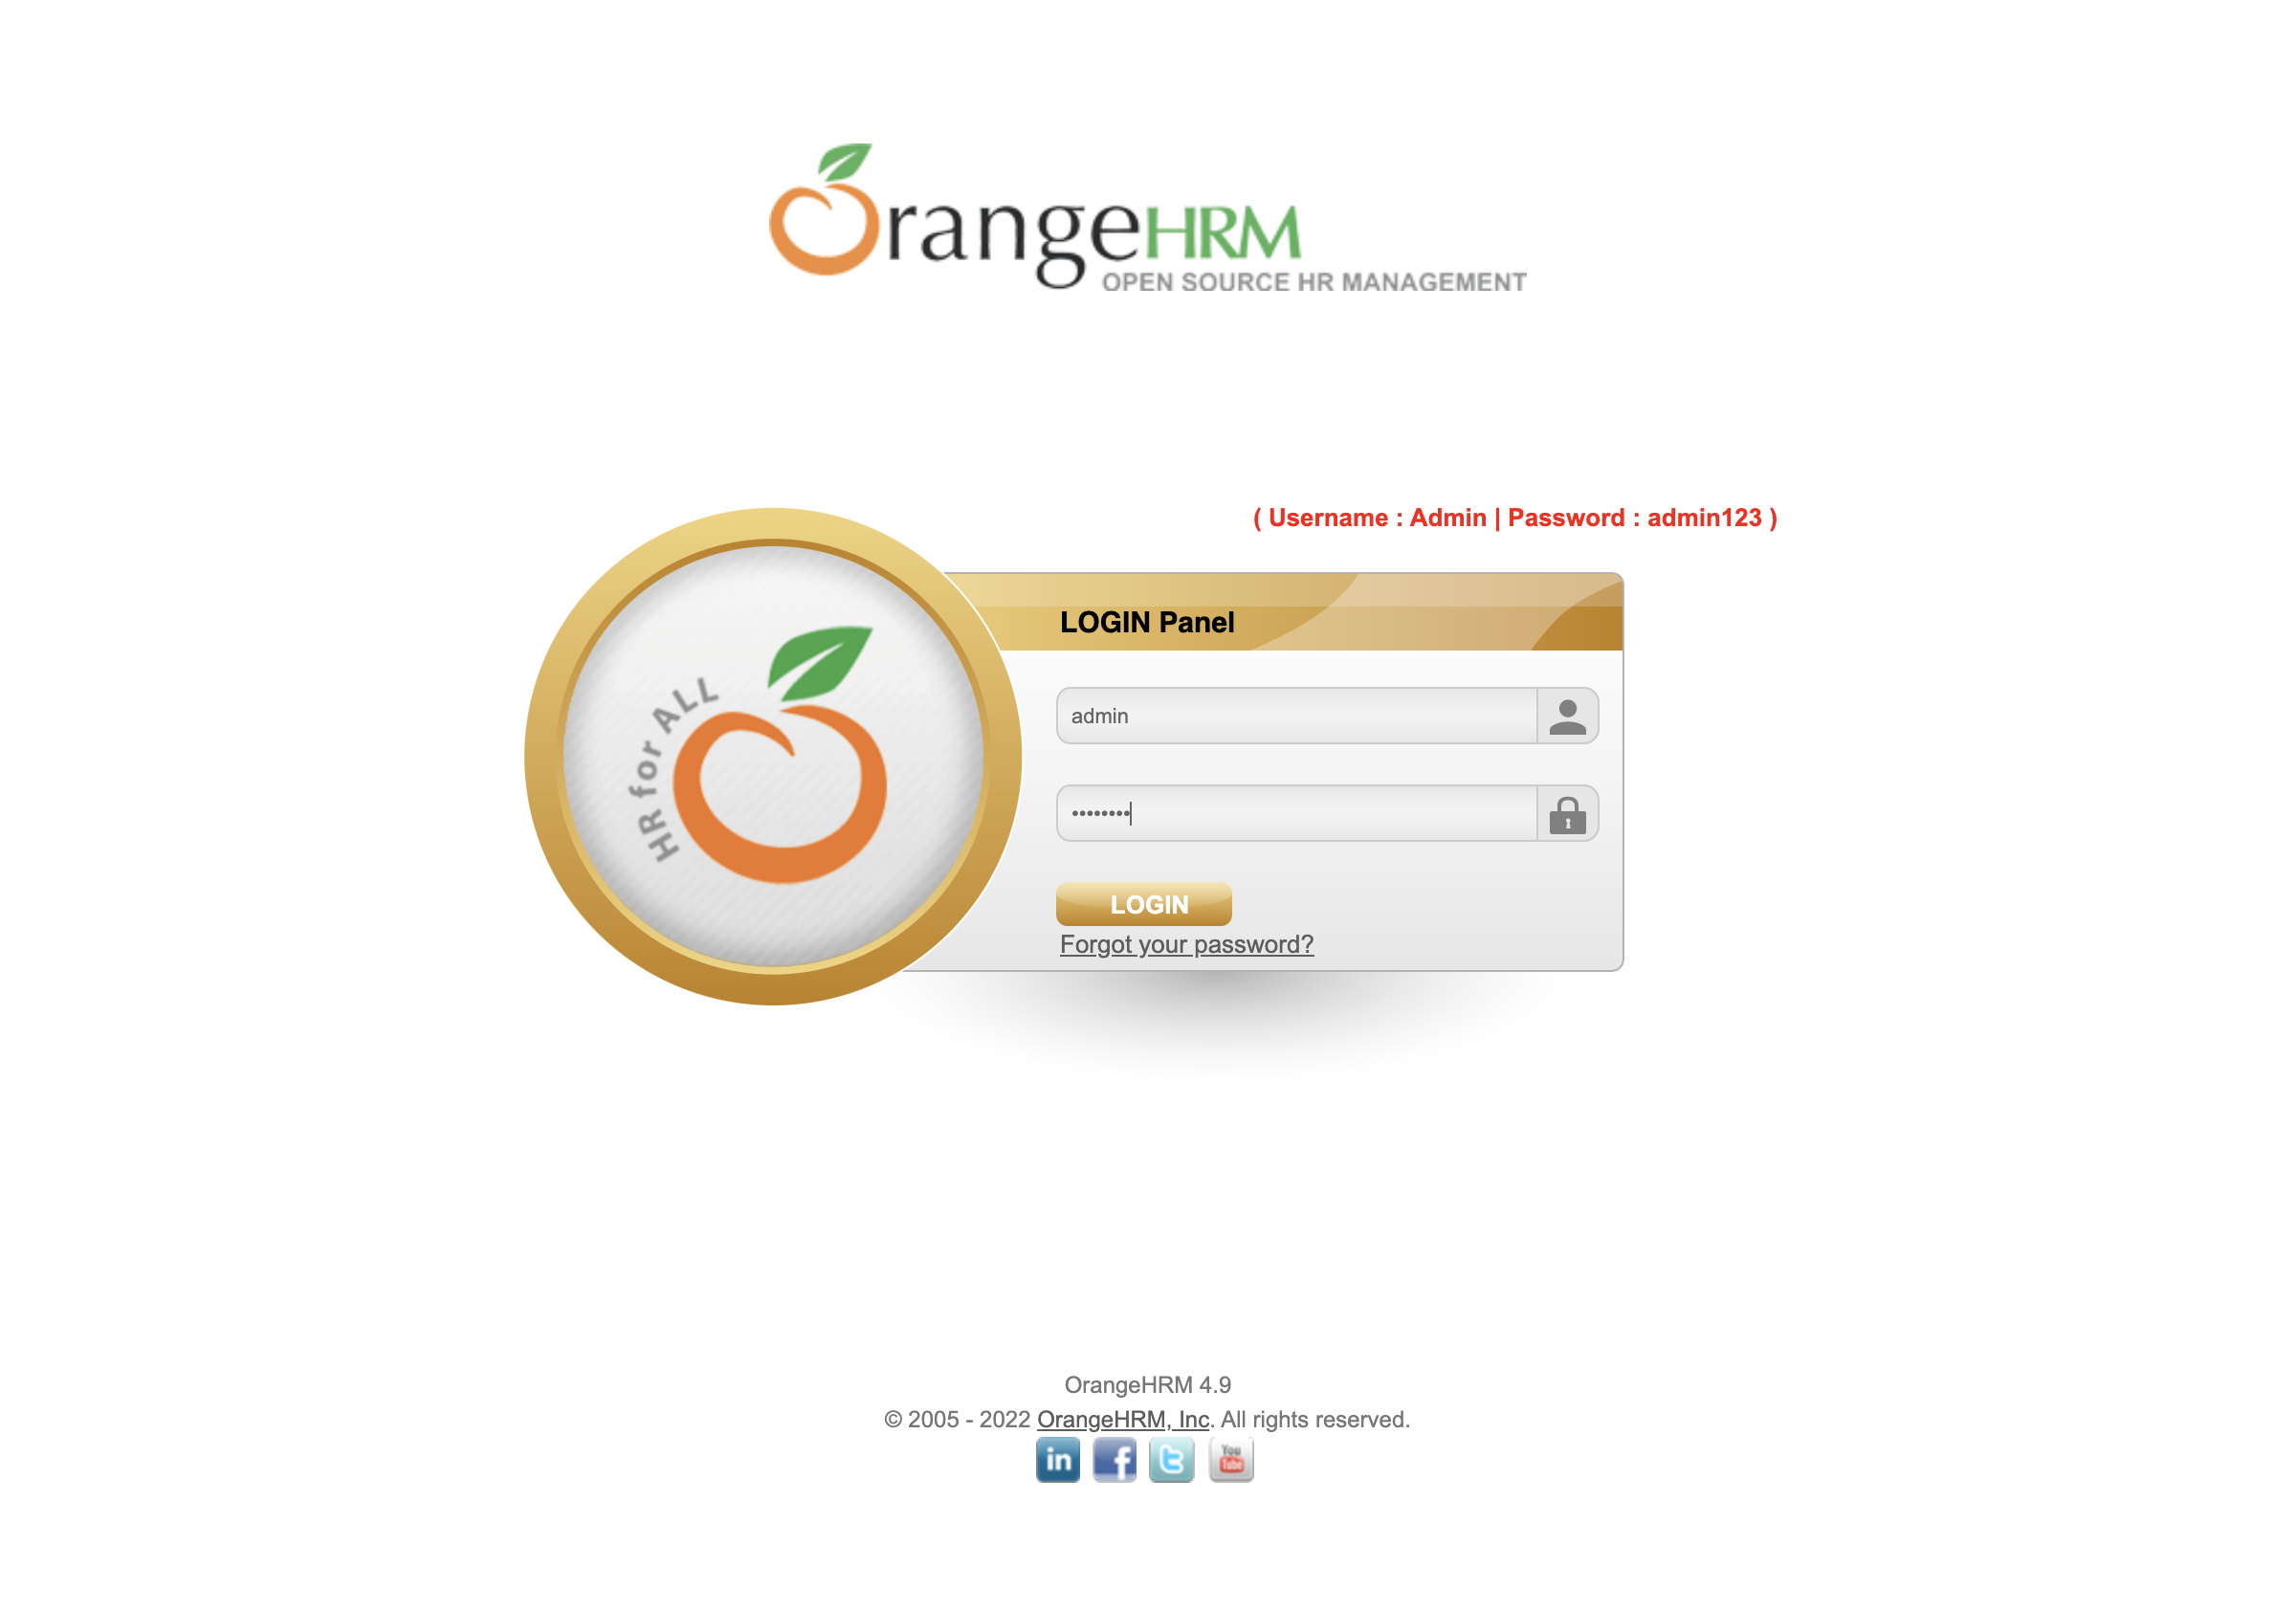 OrangeHRM
OPEN SOURCE HR MANAGEMENT
( Username : Admin | Password : admin123 )
LOGIN Panel
HR for ALL
admin
••••••••
LOGIN
Forgot your password?
OrangeHRM 4.9
© 2005 - 2022 OrangeHRM, Inc. All rights reserved.
in f t You Tube